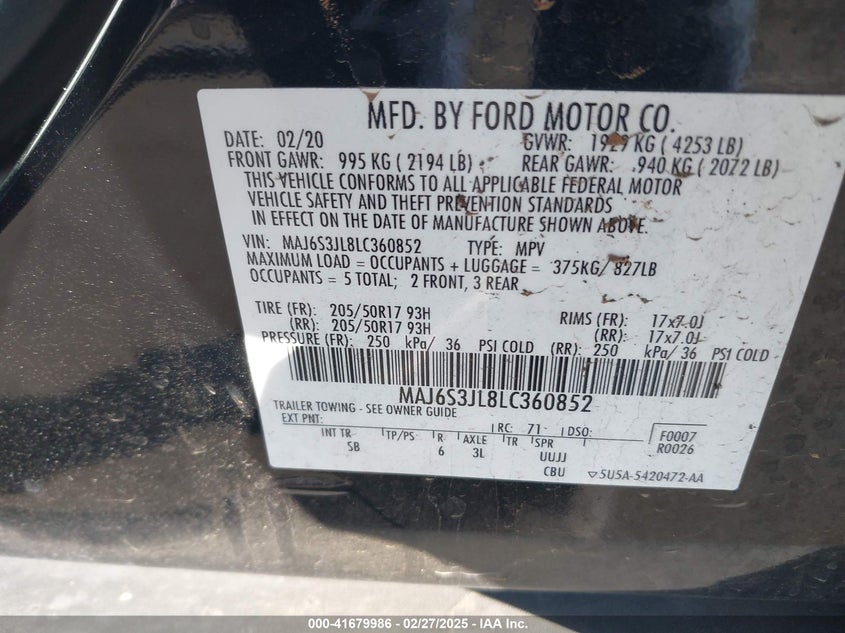 MFD. BY FORD MOTOR CO.
DATE: 02/20 GVWR: 1929 KG ( 4253 LB)
FRONT GAWR: 995 KG ( 2194 LB) REAR GAWR: 940 KG ( 2072 LB)
THIS VEHICLE CONFORMS TO ALL APPLICABLE FEDERAL MOTOR
VEHICLE SAFETY AND THEFT PREVENTION STANDARDS
IN EFFECT ON THE DATE OF MANUFACTURE SHOWN ABOVE.
VIN: MAJ6S3JL8LC360852 TYPE: MPV
MAXIMUM LOAD = OCCUPANTS + LUGGAGE = 375KG/ 827LB
OCCUPANTS = 5 TOTAL; 2 FRONT, 3 REAR
TIRE (FR): 205/50R17 93H RIMS (FR): 17x7.0J
(RR): 205/50R17 93H (RR): 17x7.0J
PRESSURE (FR): 250 kPa/ 36 PSI COLD (RR): 250 kPa/ 36 PSI COLD
MAJ6S3JL8LC360852
TRAILER TOWING - SEE OWNER GUIDE
EXT PNT: RC: 71 DSO: F0007
INT TR TP/PS R AXLE TR SPR R0026
SB 6 3L UUJJ
CBU 5U5A-5420472-AA
000-41679986 - 02/27/2025 - IAA Inc.